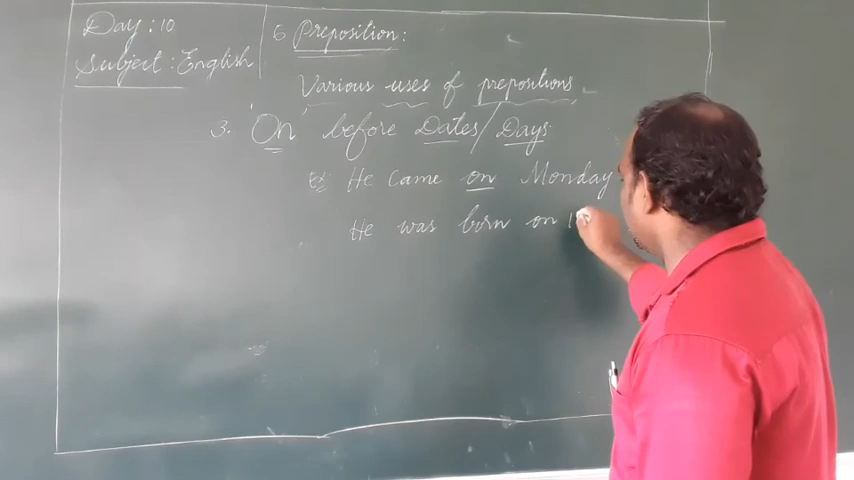 Day: 10
Subject: English
6 Preposition:
Various uses of prepositions
3. 'On' before Dates/Days
Ex: He came on Monday
He was born on